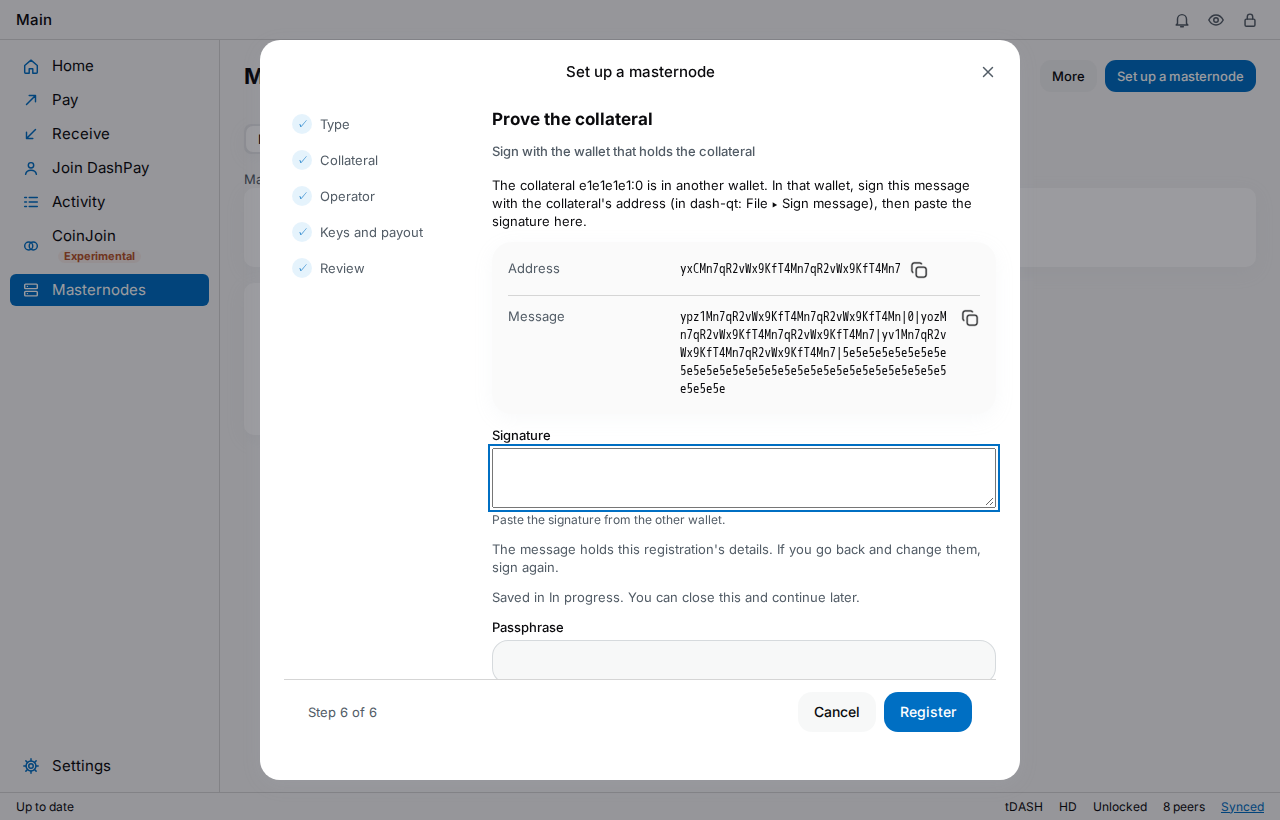 Main
Home
Pay
Receive
Join DashPay
Activity
CoinJoin
Experimental
Masternodes
Settings
More
Set up a masternode
Set up a masternode
✓ Type
✓ Collateral
✓ Operator
✓ Keys and payout
✓ Review
Prove the collateral
Sign with the wallet that holds the collateral
The collateral e1e1e1e1:0 is in another wallet. In that wallet, sign this message
with the collateral's address (in dash-qt: File ▸ Sign message), then paste the
signature here.
Address
yxCMn7qR2vWx9KfT4Mn7qR2vWx9KfT4Mn7
Message
ypz1Mn7qR2vWx9KfT4Mn7qR2vWx9KfT4Mn|0|yozM
n7qR2vWx9KfT4Mn7qR2vWx9KfT4Mn7|yv1Mn7qR2v
Wx9KfT4Mn7qR2vWx9KfT4Mn7|5e5e5e5e5e5e5e5e
5e5e5e5e5e5e5e5e5e5e5e5e5e5e5e5e5e5e5e5e5
e5e5e5e
Signature
Paste the signature from the other wallet.
The message holds this registration's details. If you go back and change them,
sign again.
Saved in In progress. You can close this and continue later.
Passphrase
Step 6 of 6
Cancel
Register
Up to date
tDASH
HD
Unlocked
8 peers
Synced